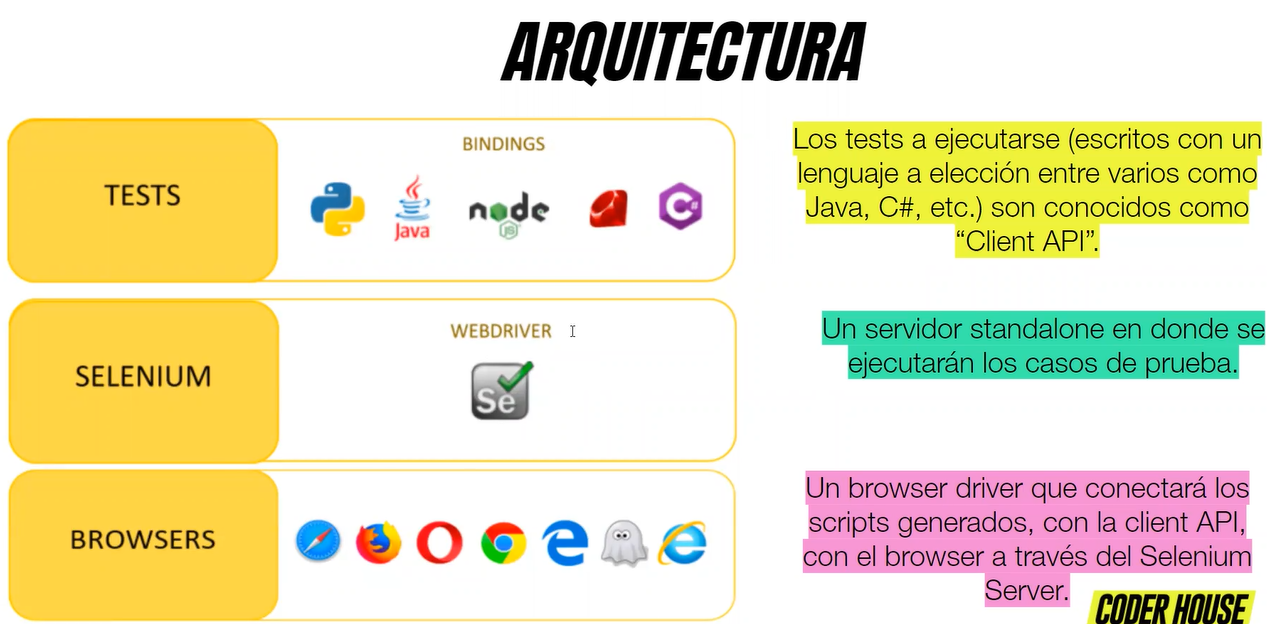 ARQUITECTURA
TESTS
BINDINGS
Java
node
JS
C#
Los tests a ejecutarse (escritos con un
lenguaje a elección entre varios como
Java, C#, etc.) son conocidos como
“Client API”.
SELENIUM
WEBDRIVER
Se
Un servidor standalone en donde se
ejecutarán los casos de prueba.
BROWSERS
Un browser driver que conectará los
scripts generados, con la client API,
con el browser a través del Selenium
Server.
CODER HOUSE